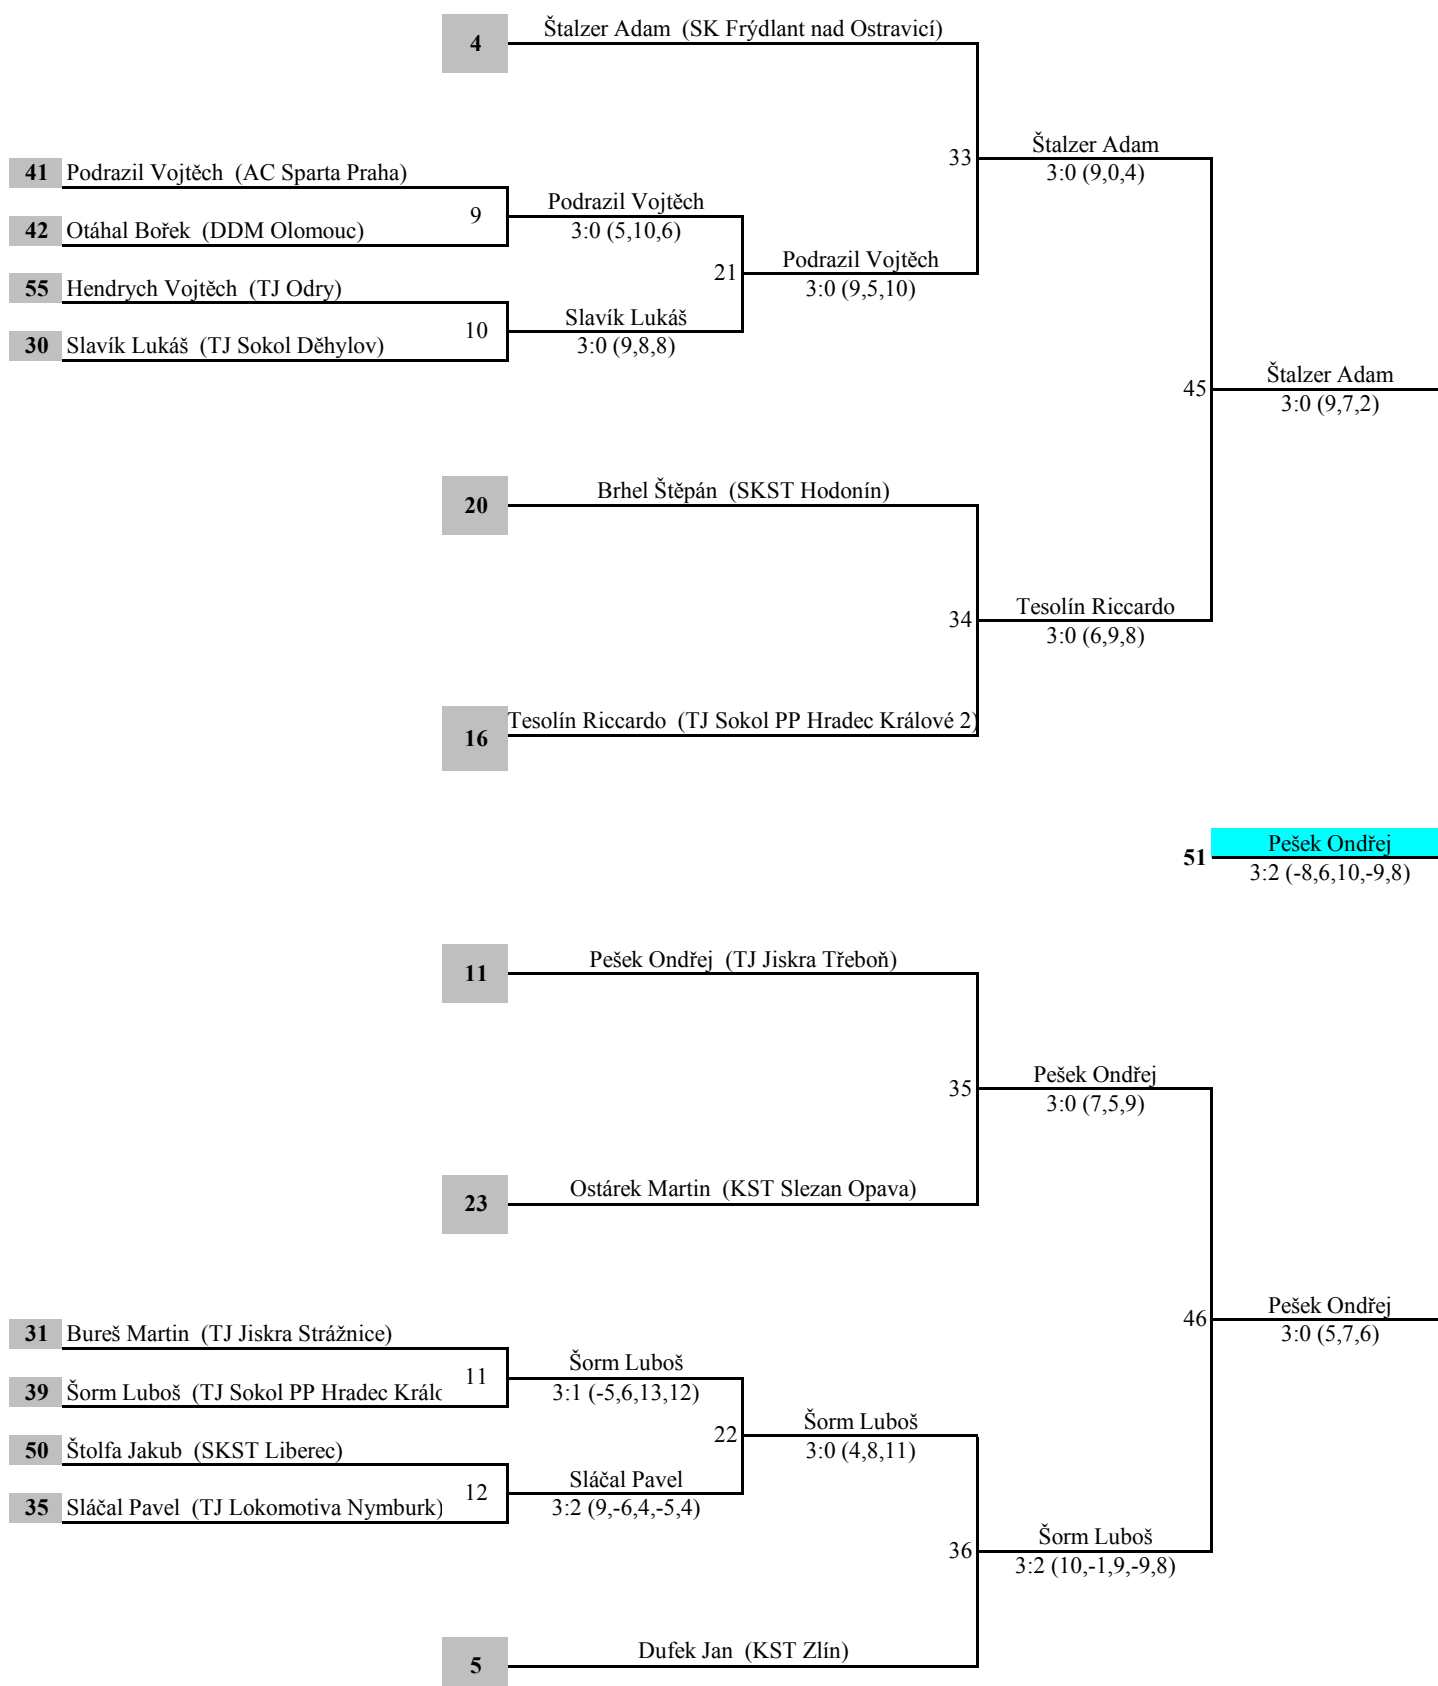 4 Štalzer Adam (SK Frýdlant nad Ostravicí)
33 Štalzer Adam
3:0 (9,0,4)
41 Podrazil Vojtěch (AC Sparta Praha)
9 Podrazil Vojtěch
3:0 (5,10,6)
42 Otáhal Bořek (DDM Olomouc)
21 Podrazil Vojtěch
3:0 (9,5,10)
55 Hendrych Vojtěch (TJ Odry)
10 Slavík Lukáš
3:0 (9,8,8)
30 Slavík Lukáš (TJ Sokol Děhylov)
45 Štalzer Adam
3:0 (9,7,2)
20 Brhel Štěpán (SKST Hodonín)
34 Tesolín Riccardo
3:0 (6,9,8)
16 Tesolín Riccardo (TJ Sokol PP Hradec Králové 2)
51 Pešek Ondřej
3:2 (-8,6,10,-9,8)
11 Pešek Ondřej (TJ Jiskra Třeboň)
35 Pešek Ondřej
3:0 (7,5,9)
23 Ostárek Martin (KST Slezan Opava)
46 Pešek Ondřej
3:0 (5,7,6)
31 Bureš Martin (TJ Jiskra Strážnice)
11 Šorm Luboš
3:1 (-5,6,13,12)
39 Šorm Luboš (TJ Sokol PP Hradec Králo
22 Šorm Luboš
3:0 (4,8,11)
50 Štolfa Jakub (SKST Liberec)
12 Sláčal Pavel
3:2 (9,-6,4,-5,4)
35 Sláčal Pavel (TJ Lokomotiva Nymburk)
36 Šorm Luboš
3:2 (10,-1,9,-9,8)
5 Dufek Jan (KST Zlín)